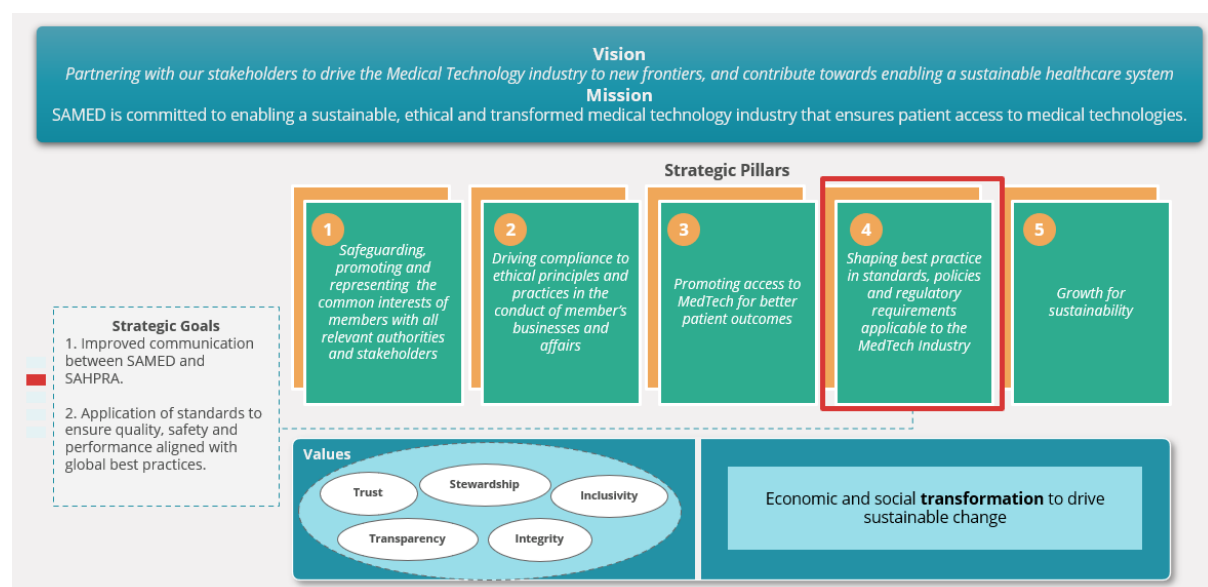 Vision
Partnering with our stakeholders to drive the Medical Technology industry to new frontiers, and contribute towards enabling a sustainable healthcare system
Mission
SAMED is committed to enabling a sustainable, ethical and transformed medical technology industry that ensures patient access to medical technologies.
Strategic Pillars
1
Safeguarding,
promoting and
representing the
common interests of
members with all
relevant authorities
and stakeholders
2
Driving compliance to
ethical principles and
practices in the
conduct of member's
businesses and
affairs
3
Promoting access to
MedTech for better
patient outcomes
4
Shaping best practice
in standards, policies
and regulatory
requirements
applicable to the
MedTech Industry
5
Growth for
sustainability
Strategic Goals
1. Improved communication
between SAMED and
SAHPRA.
2. Application of standards to
ensure quality, safety and
performance aligned with
global best practices.
Values
Trust
Stewardship
Inclusivity
Transparency
Integrity
Economic and social transformation to drive
sustainable change